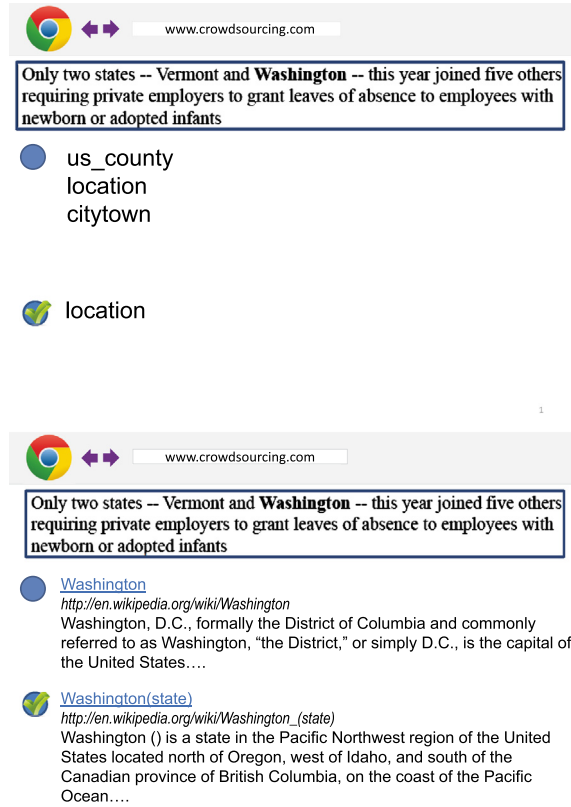 www.crowdsourcing.com
Only two states -- Vermont and Washington -- this year joined five others
requiring private employers to grant leaves of absence to employees with
newborn or adopted infants
us_county
location
citytown
location
1
www.crowdsourcing.com
Only two states -- Vermont and Washington -- this year joined five others
requiring private employers to grant leaves of absence to employees with
newborn or adopted infants
Washington
http://en.wikipedia.org/wiki/Washington
Washington, D.C., formally the District of Columbia and commonly
referred to as Washington, “the District,” or simply D.C., is the capital of
the United States….
Washington(state)
http://en.wikipedia.org/wiki/Washington_(state)
Washington () is a state in the Pacific Northwest region of the United
States located north of Oregon, west of Idaho, and south of the
Canadian province of British Columbia, on the coast of the Pacific
Ocean….